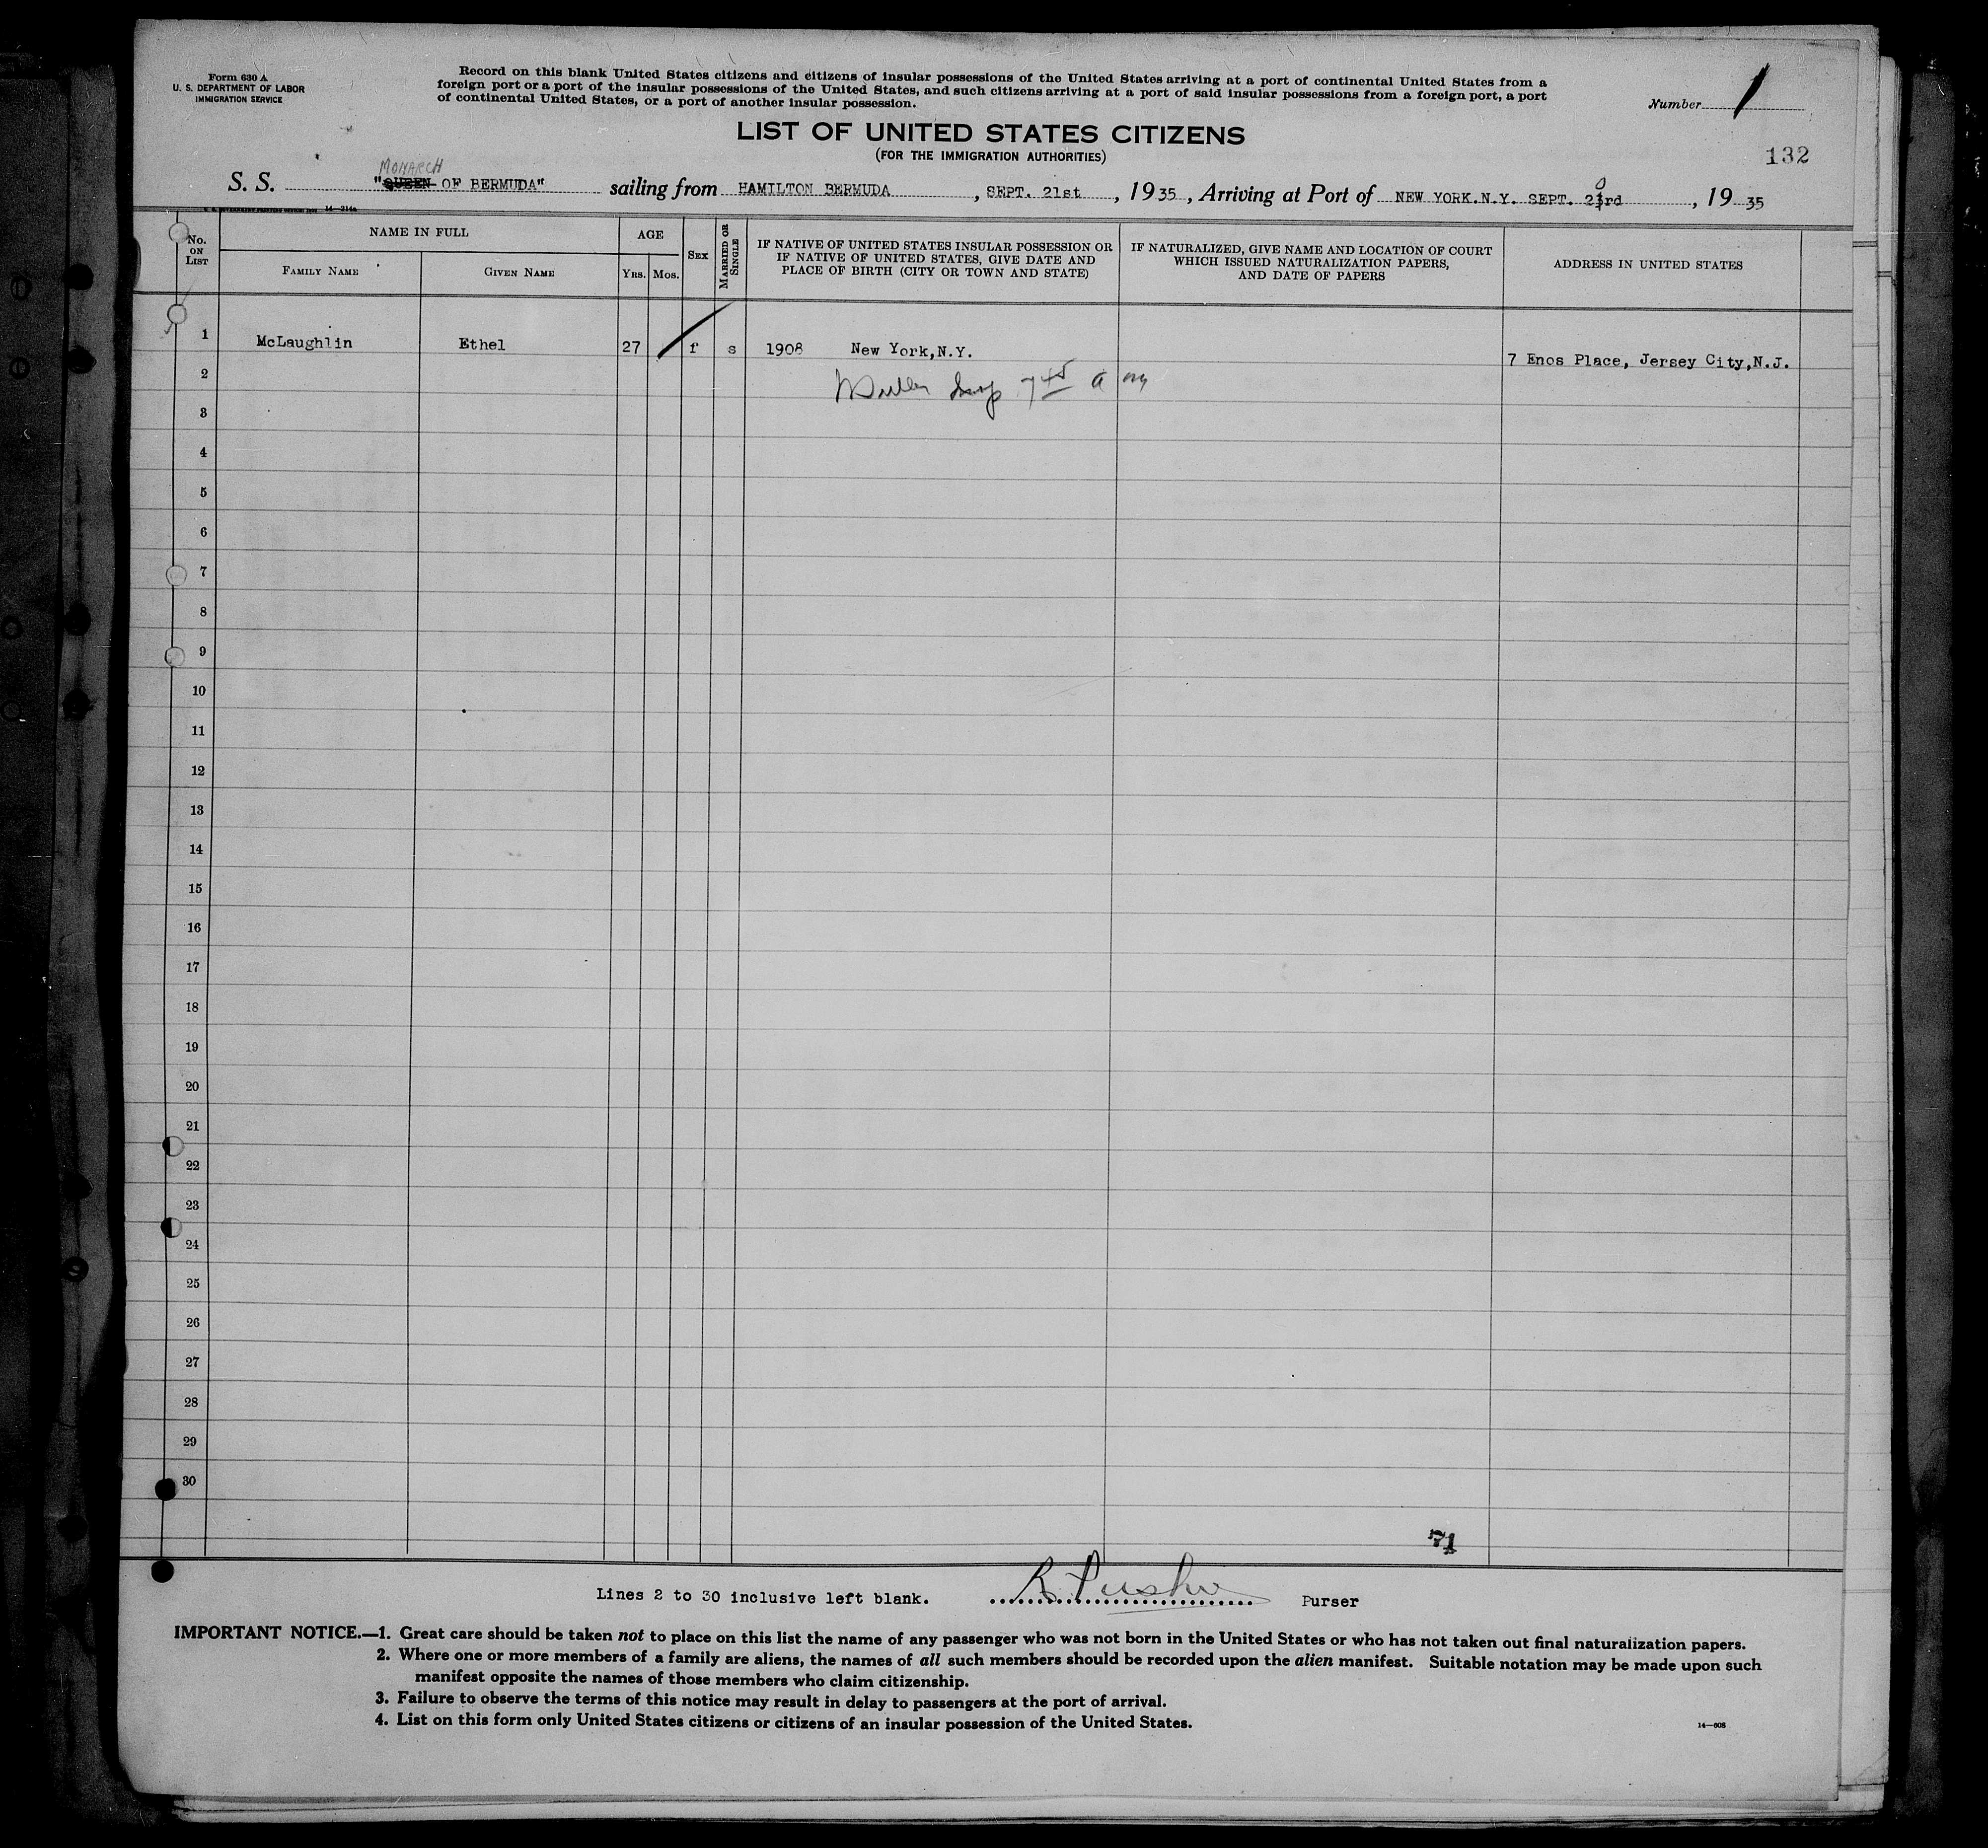 Form 630 A
U. S. DEPARTMENT OF LABOR
IMMIGRATION SERVICE
Record on this blank United States citizens and citizens of insular possessions of the United States arriving at a port of continental United States from a
foreign port or a port of the insular possessions of the United States, and such citizens arriving at a port of said insular possessions from a foreign port, a port
of continental United States, or a port of another insular possession.
Number 1
LIST OF UNITED STATES CITIZENS
(FOR THE IMMIGRATION AUTHORITIES)
132
MONARCH
S. S. "QUEEN OF BERMUDA" sailing from HAMILTON BERMUDA, SEPT. 21st, 1935, Arriving at Port of NEW YORK.N.Y. SEPT. 23rd, 1935
14—214a
No. ON LIST
NAME IN FULL
FAMILY NAME
GIVEN NAME
AGE
YRS.
MOS.
SEX
MARRIED OR SINGLE
IF NATIVE OF UNITED STATES INSULAR POSSESSION OR
IF NATIVE OF UNITED STATES, GIVE DATE AND
PLACE OF BIRTH (CITY OR TOWN AND STATE)
IF NATURALIZED, GIVE NAME AND LOCATION OF COURT
WHICH ISSUED NATURALIZATION PAPERS,
AND DATE OF PAPERS
ADDRESS IN UNITED STATES
1 McLaughlin Ethel 27 f s 1908 New York,N.Y. 7 Enos Place, Jersey City,N.J.
2
3
4
5
6
7
8
9
10
11
12
13
14
15
16
17
18
19
20
21
22
23
24
25
26
27
28
29
30
71
Lines 2 to 30 inclusive left blank. Purser
IMPORTANT NOTICE.—1. Great care should be taken not to place on this list the name of any passenger who was not born in the United States or who has not taken out final naturalization papers.
2. Where one or more members of a family are aliens, the names of all such members should be recorded upon the alien manifest. Suitable notation may be made upon such
manifest opposite the names of those members who claim citizenship.
3. Failure to observe the terms of this notice may result in delay to passengers at the port of arrival.
4. List on this form only United States citizens or citizens of an insular possession of the United States.
14—608